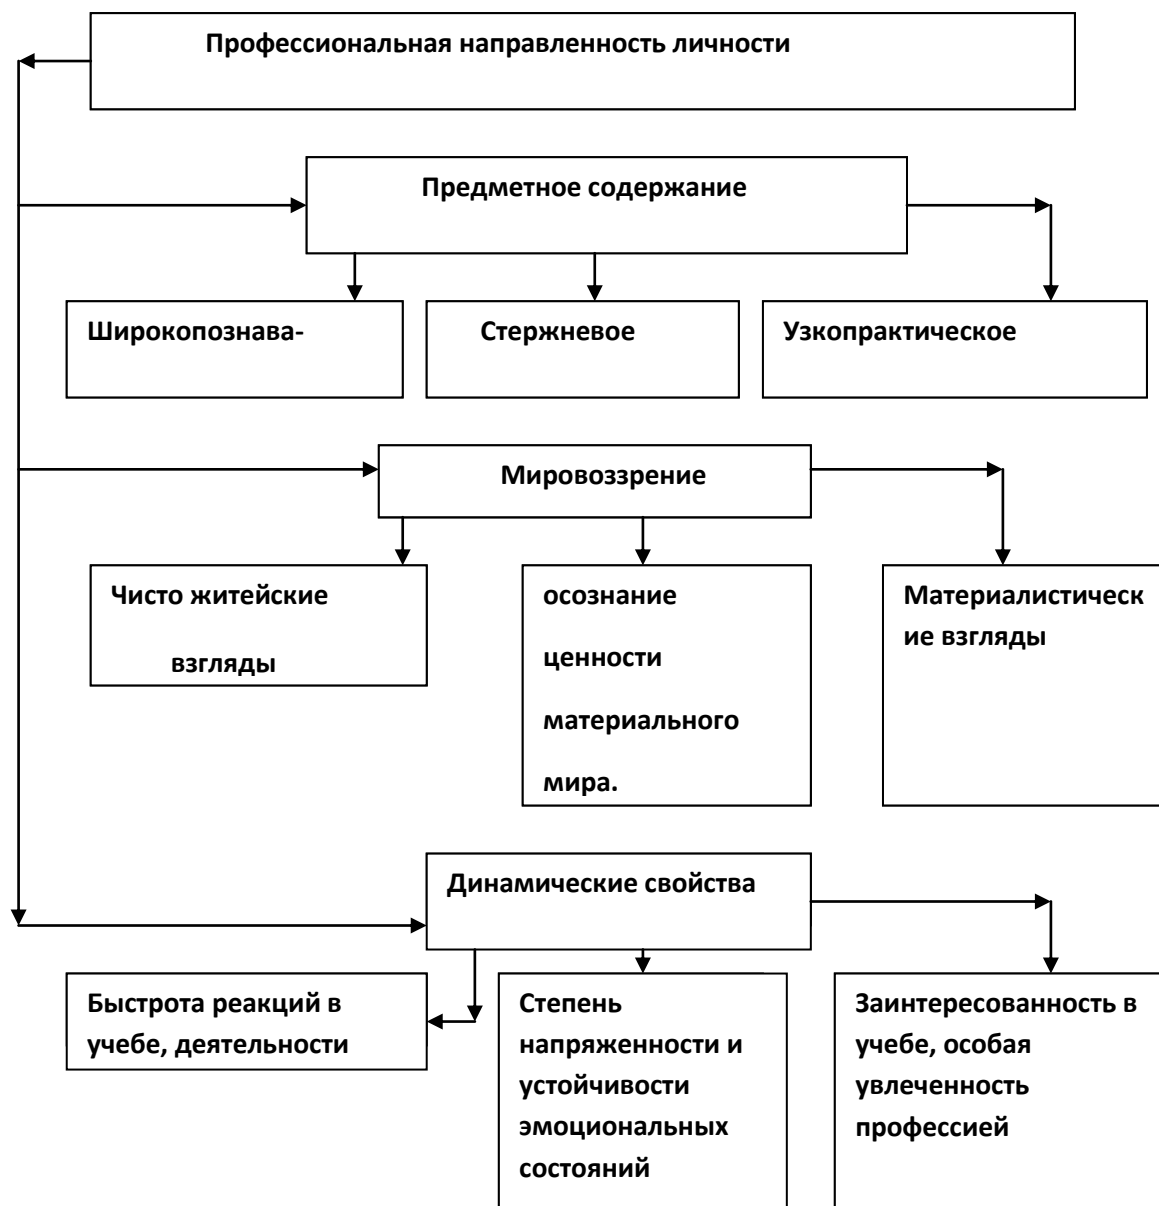 Профессиональная направленность личности
Предметное содержание
Широкопознава-
Стержневое
Узкопрактическое
Мировоззрение
Чисто житейские
взгляды
осознание
ценности
материального
мира.
Материалистическ
ие взгляды
Динамические свойства
Быстрота реакций в
учебе, деятельности
Степень
напряженности и
устойчивости
эмоциональных
состояний
Заинтересованность в
учебе, особая
увлеченность
профессией